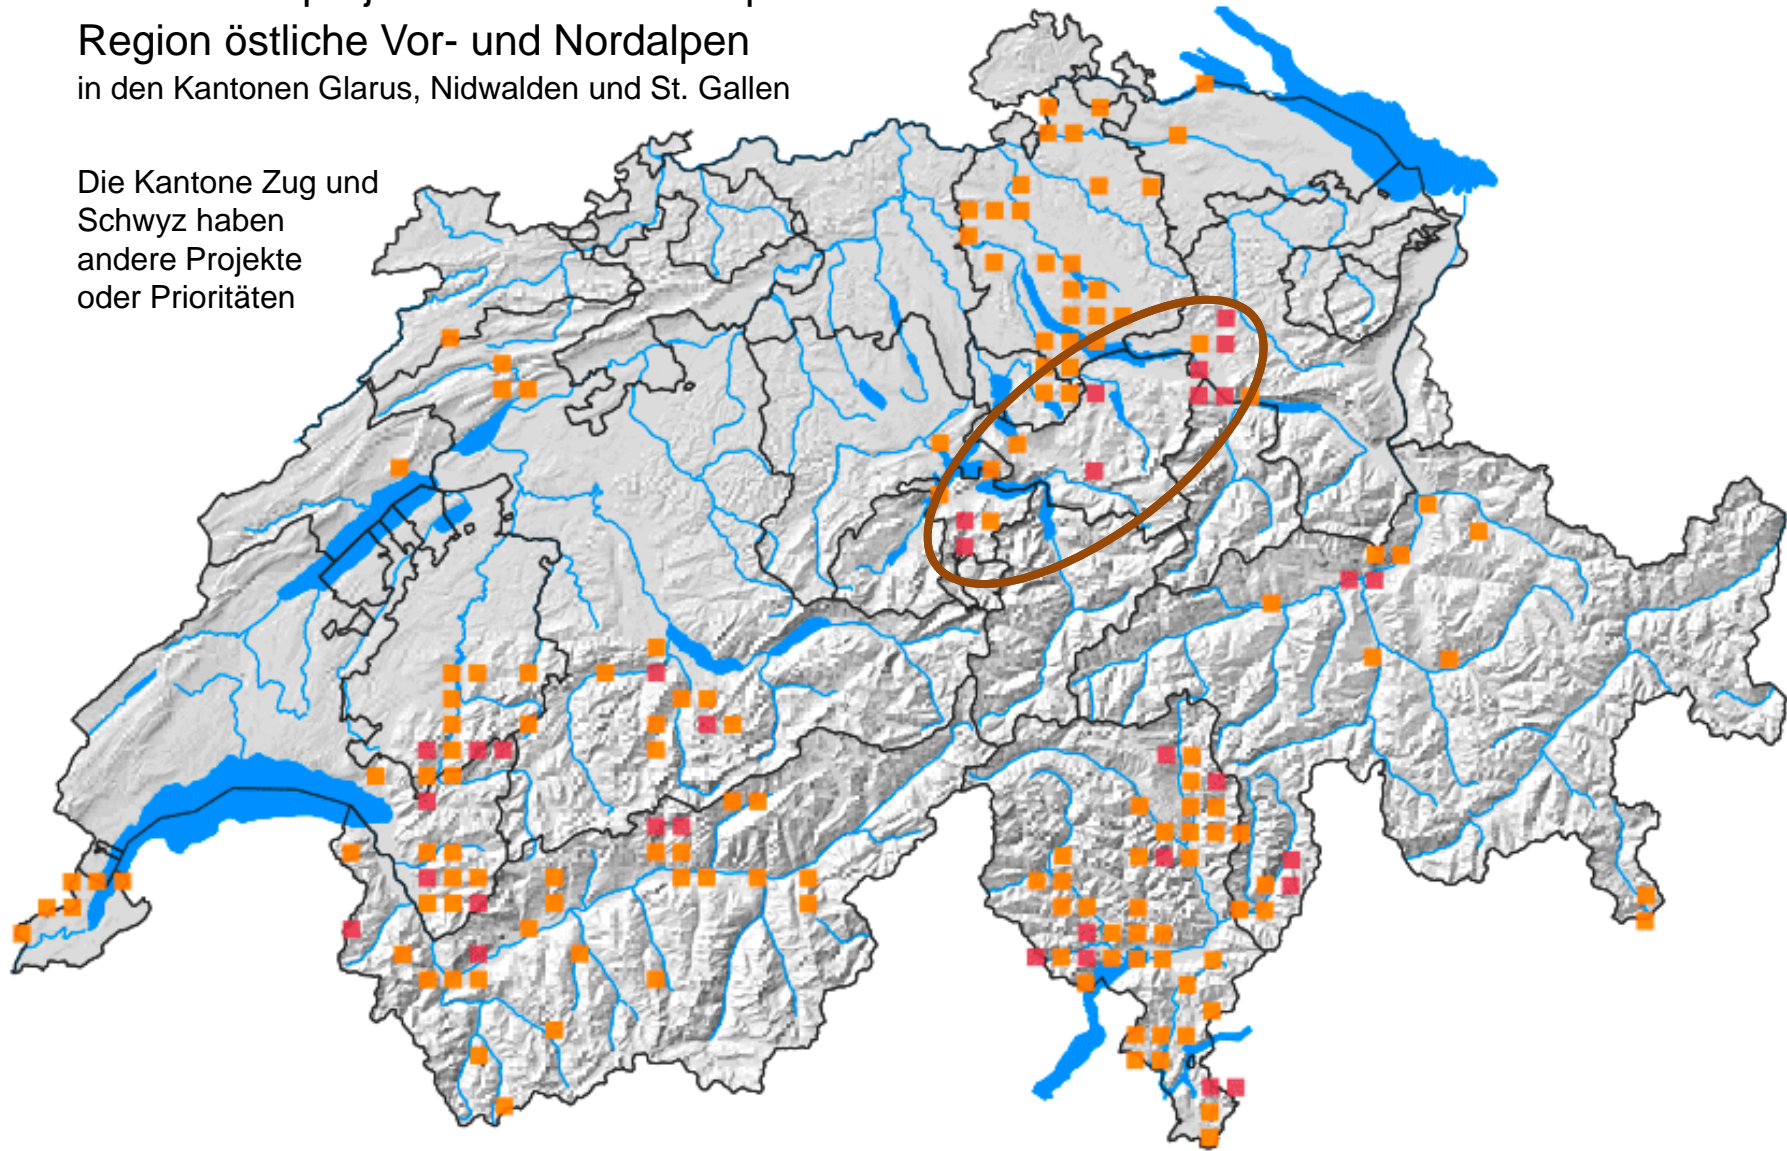 Region östliche Vor- und Nordalpen
in den Kantonen Glarus, Nidwalden und St. Gallen
Die Kantone Zug und
Schwyz haben
andere Projekte
oder Prioritäten